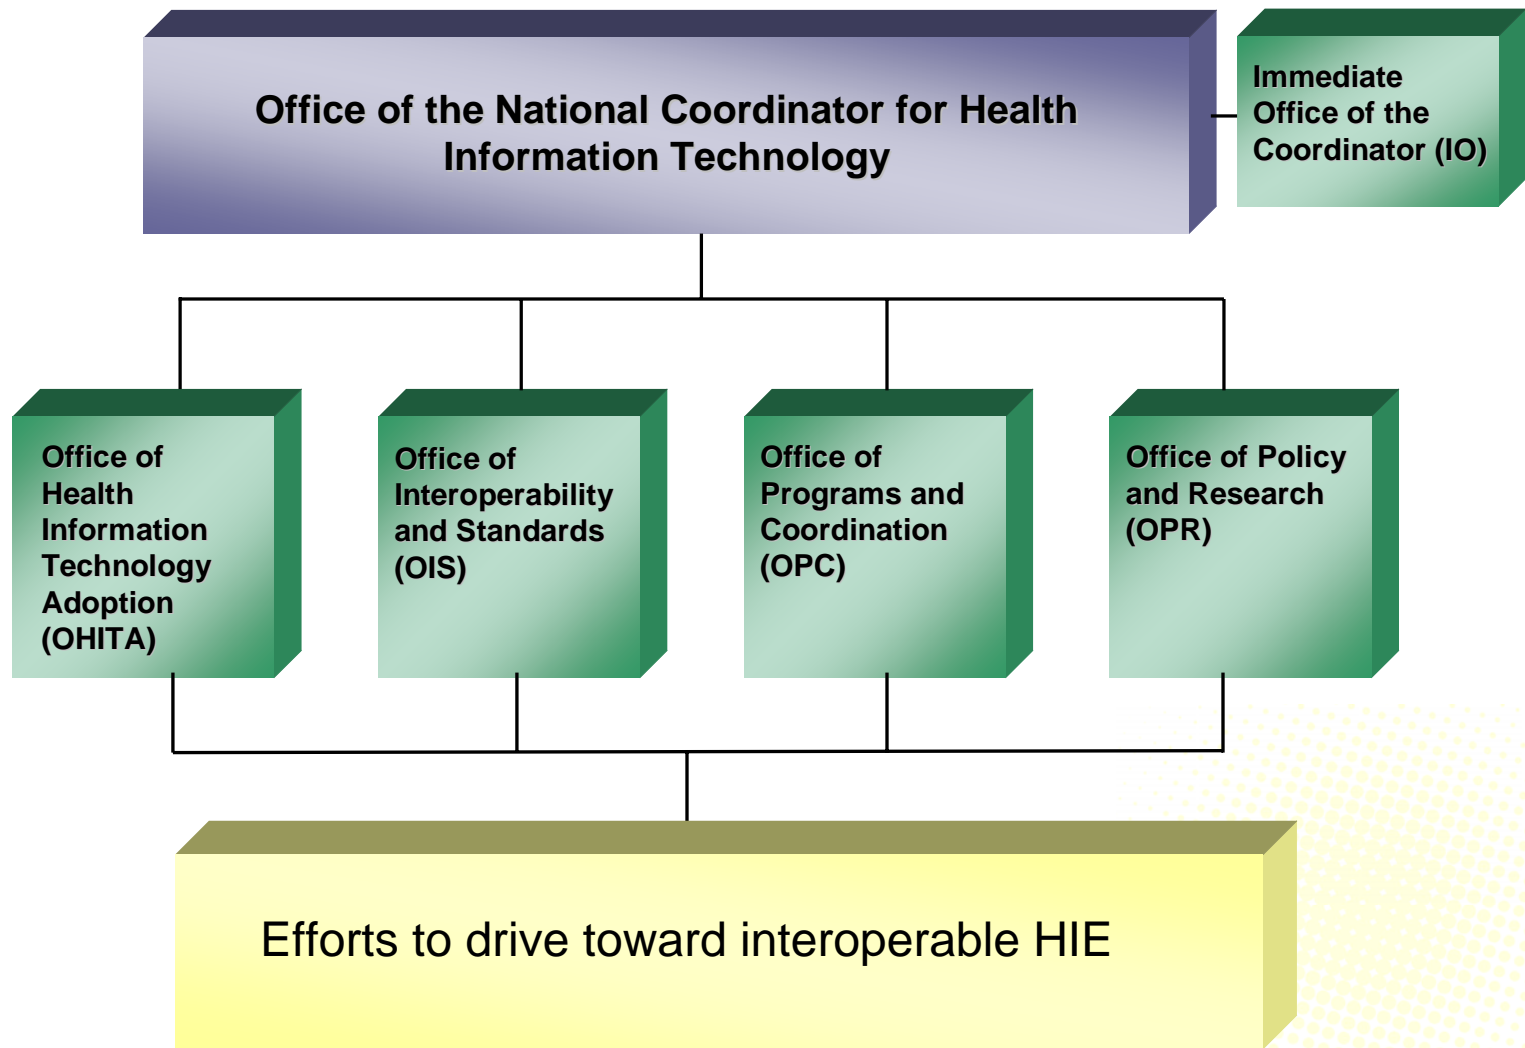 Office of the National Coordinator for Health
Information Technology
Immediate
Office of the
Coordinator (IO)
Office of
Health
Information
Technology
Adoption
(OHITA)
Office of
Interoperability
and Standards
(OIS)
Office of
Programs and
Coordination
(OPC)
Office of Policy
and Research
(OPR)
Efforts to drive toward interoperable HIE